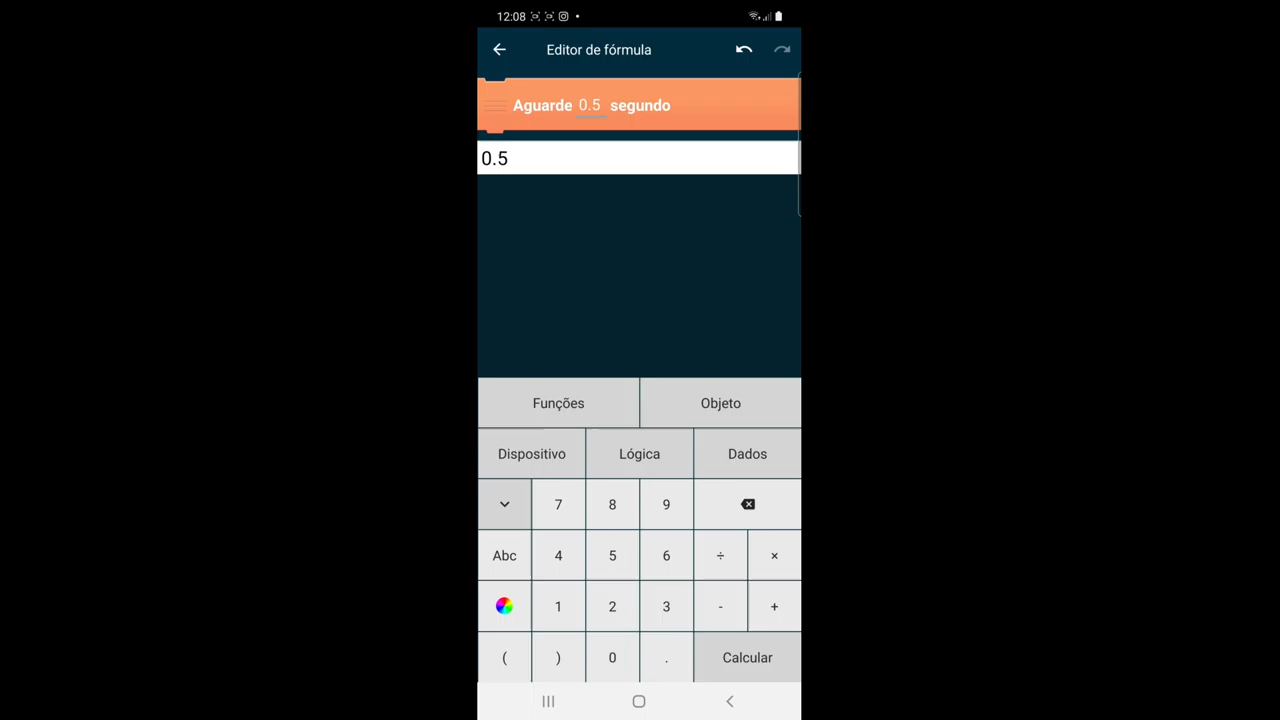 12:08
Editor de fórmula
Aguarde 0.5 segundo
0.5
Funções Objeto
Dispositivo Lógica Dados
7 8 9
Abc 4 5 6 ÷ ×
1 2 3 - +
( ) 0 . Calcular